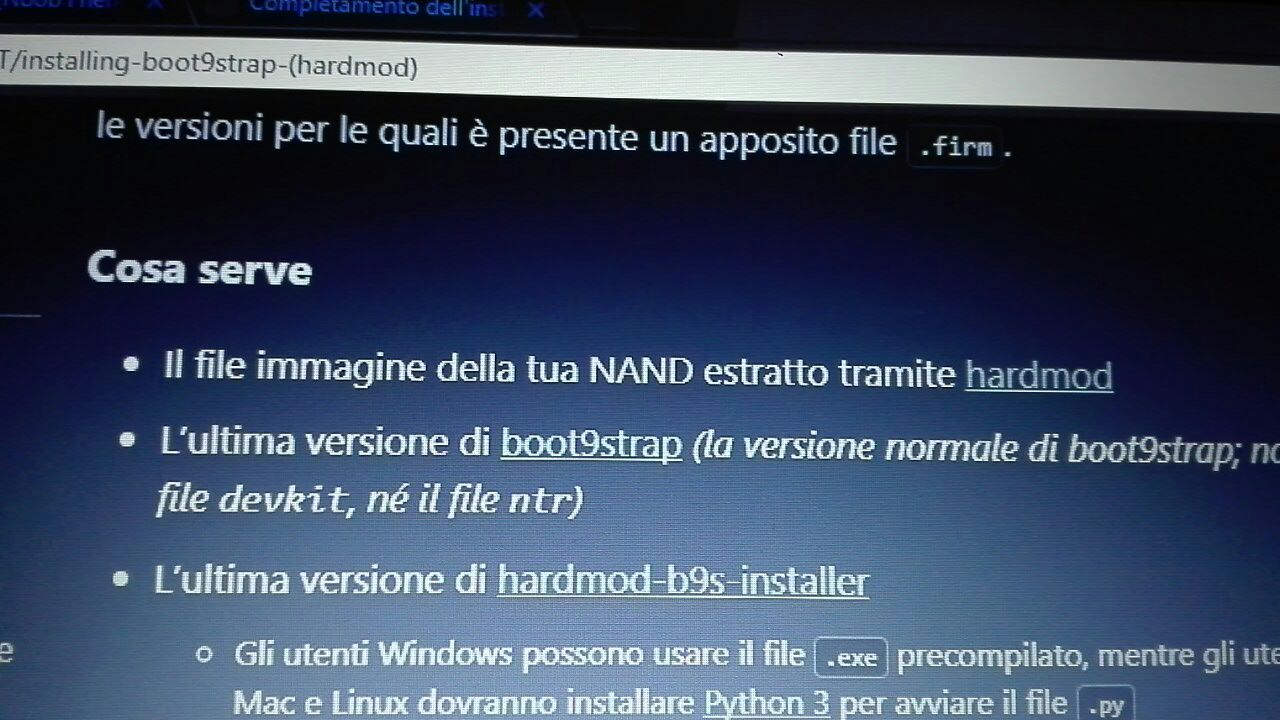 Completamento dell'ins
T/installing-boot9strap-(hardmod)
le versioni per le quali è presente un apposito file .firm.
Cosa serve
Il file immagine della tua NAND estratto tramite hardmod
L'ultima versione di boot9strap (la versione normale di boot9strap; no
file devkit, né il file ntr)
L'ultima versione di hardmod-b9s-installer
e
Gli utenti Windows possono usare il file .exe precompilato, mentre gli ute
Mac e Linux dovranno installare Python 3 per avviare il file .py